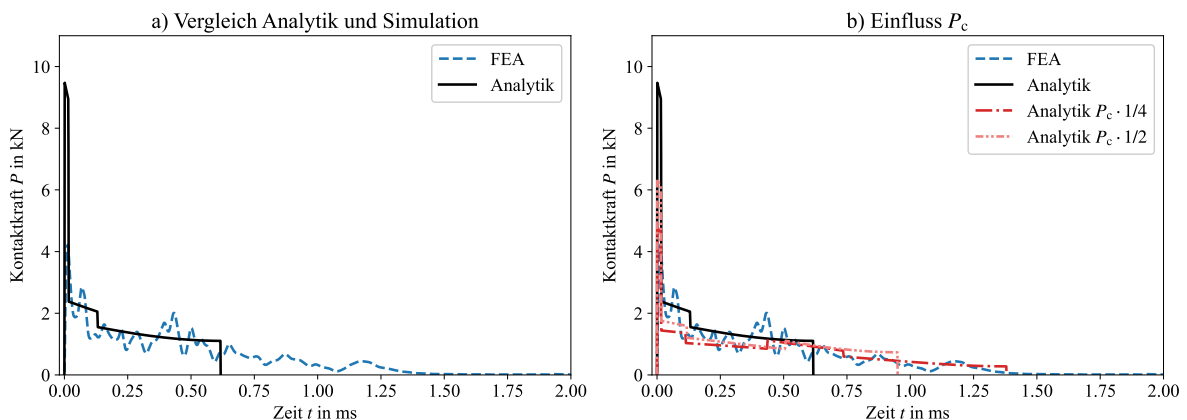 a) Vergleich Analytik und Simulation
Kontaktkraft P in kN
10
8
6
4
2
0
FEA
Analytik
0.00
0.25
0.50
0.75
1.00
1.25
1.50
1.75
2.00
Zeit t in ms
b) Einfluss P_c
Kontaktkraft P in kN
10
8
6
4
2
0
FEA
Analytik
Analytik P_c · 1/4
Analytik P_c · 1/2
0.00
0.25
0.50
0.75
1.00
1.25
1.50
1.75
2.00
Zeit t in ms